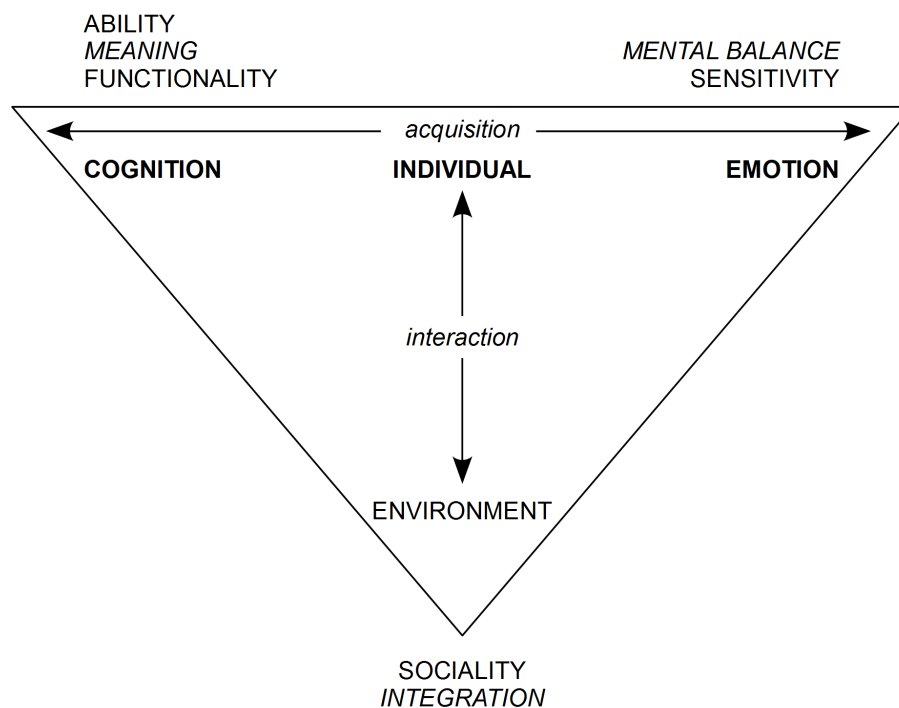 ABILITY
MEANING
FUNCTIONALITY
MENTAL BALANCE
SENSITIVITY
acquisition
COGNITION
INDIVIDUAL
EMOTION
interaction
ENVIRONMENT
SOCIALITY
INTEGRATION